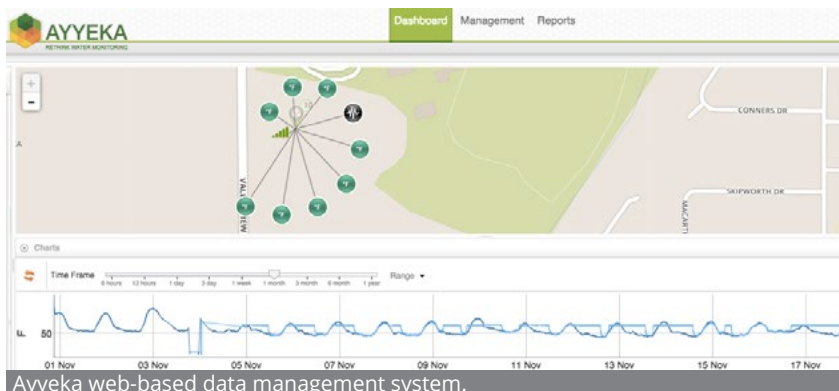 AYYEKA
RETHINK WATER MONITORING
Dashboard Management Reports
+
-
10
CONNERS DR
SKIPWORTH DR
A
Charts
Time Frame
6 hours 12 hours 1 day 3 day 1 week 1 month 3 month 6 month 1 year
Range
F
50
01 Nov 03 Nov 05 Nov 07 Nov 09 Nov 11 Nov 13 Nov 15 Nov 17 Nov
Ayyeka web-based data management system.